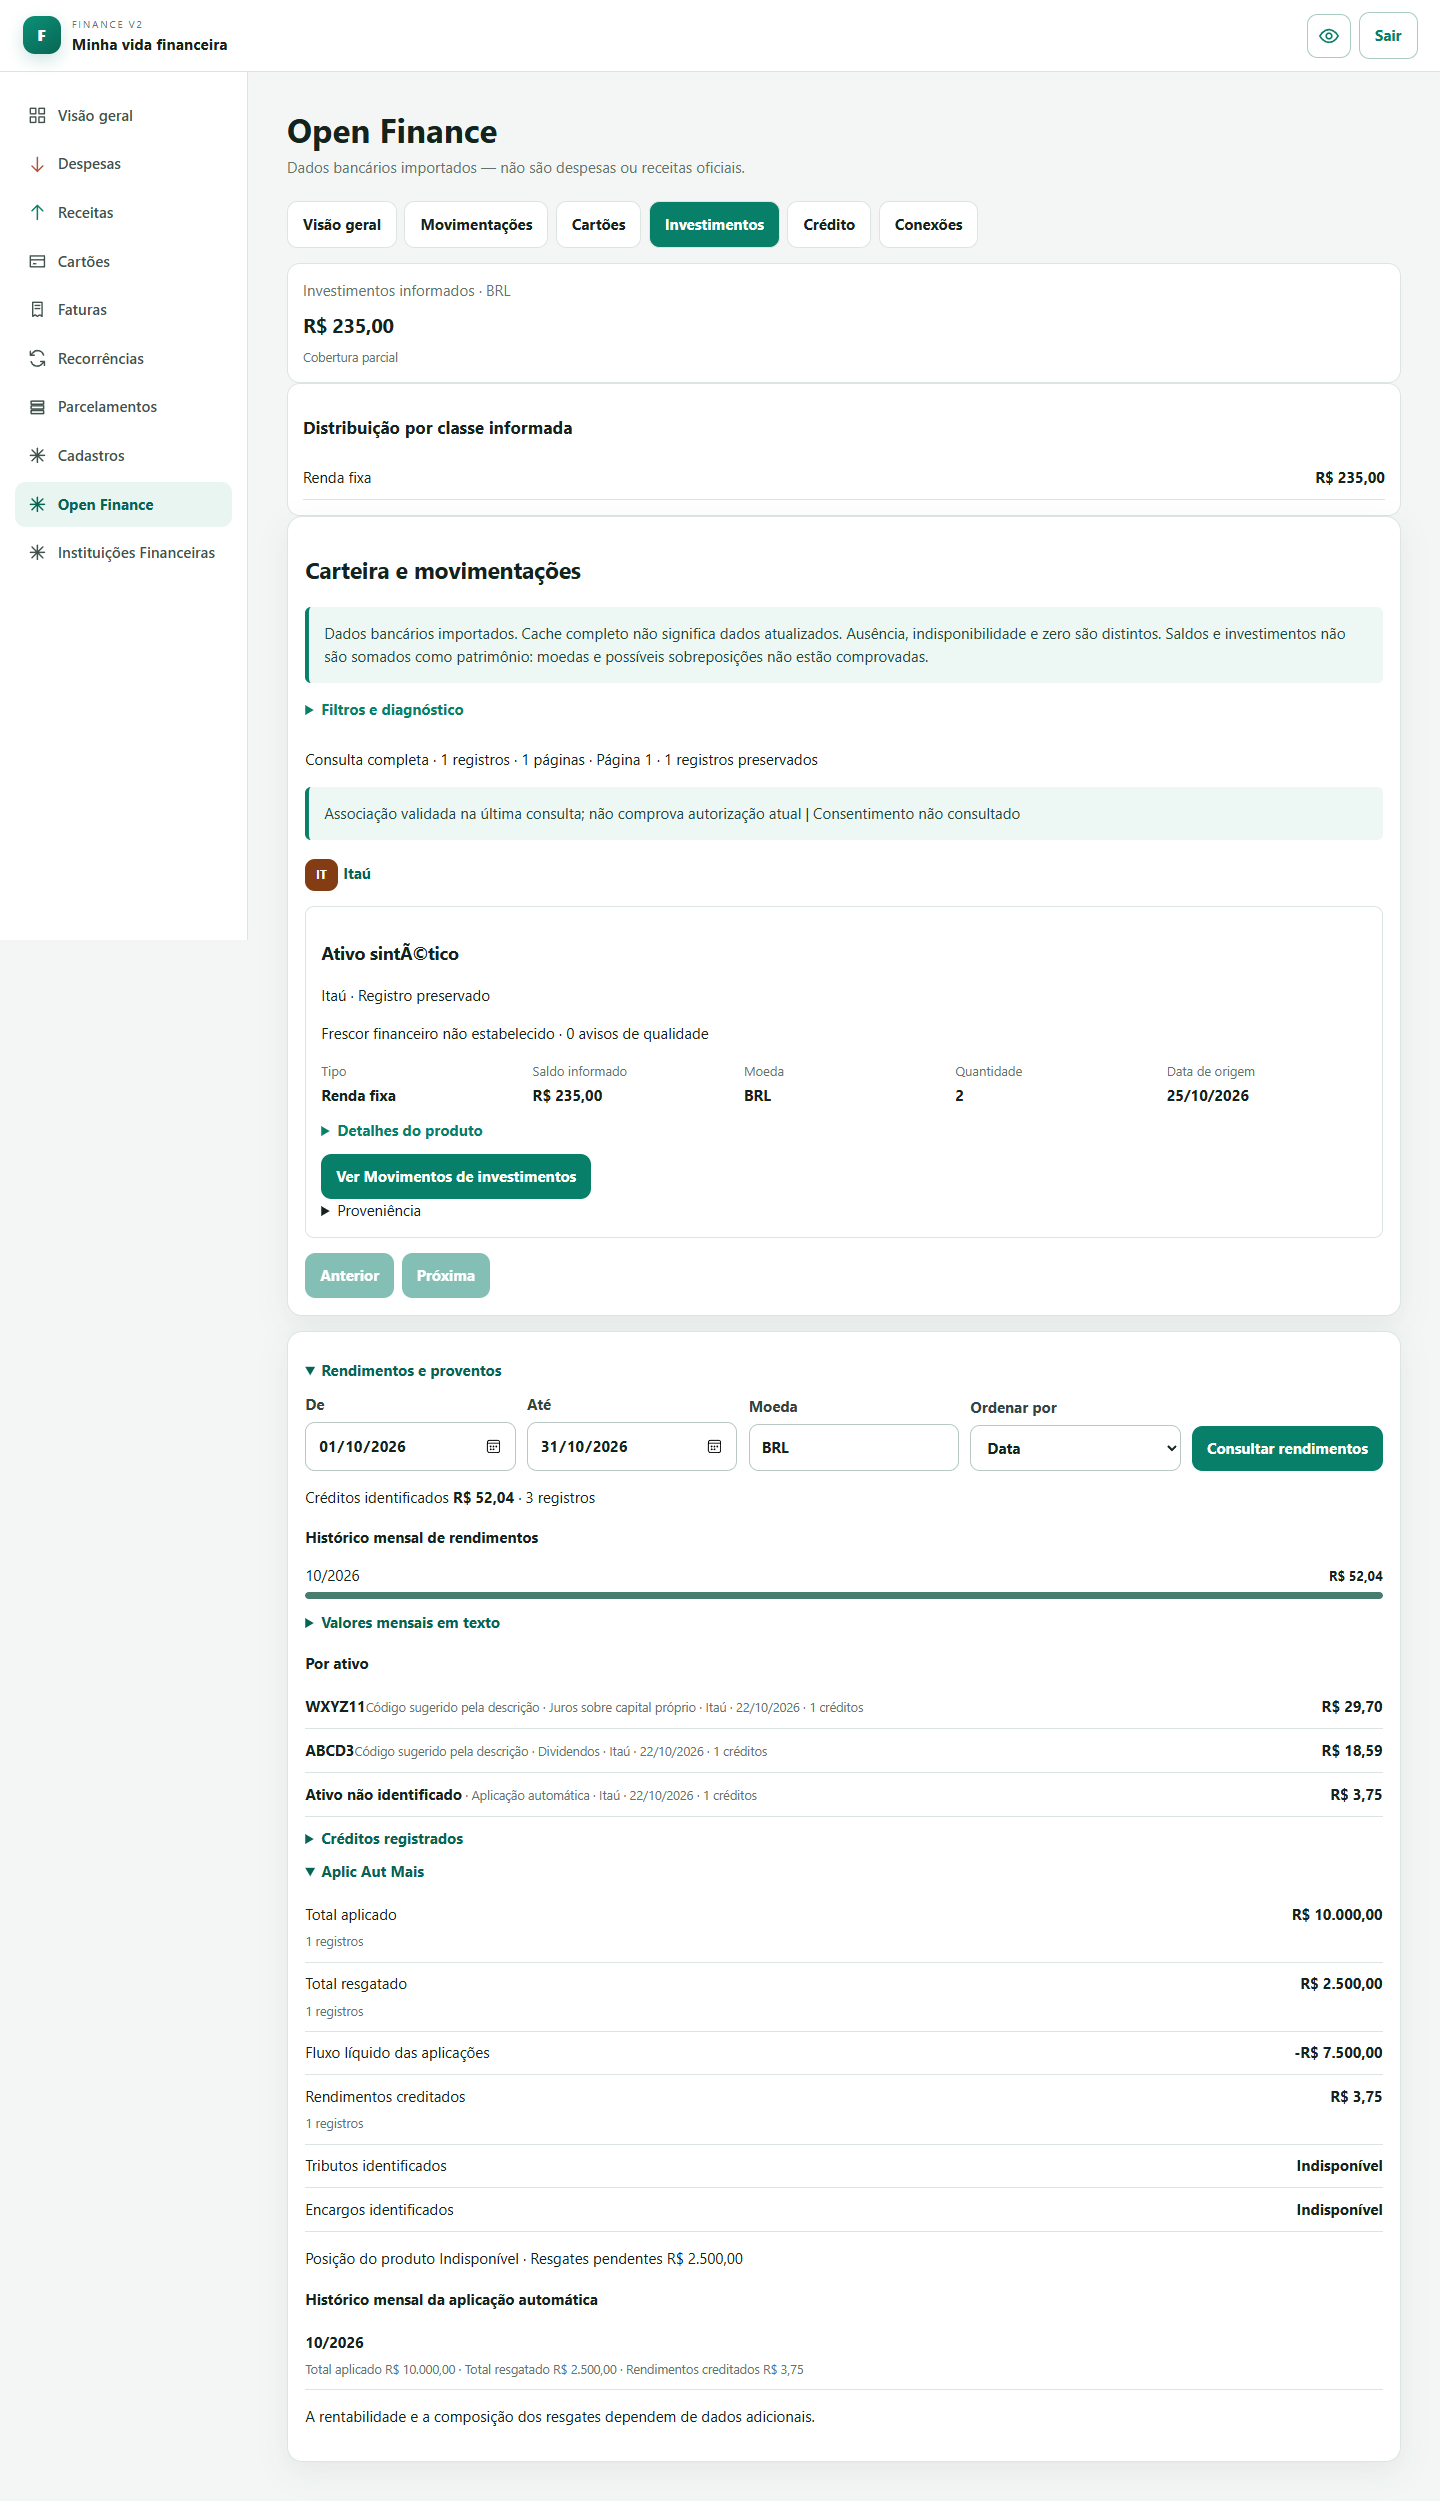 F
FINANCE V2
Minha vida financeira
Sair
Visão geral
Despesas
Receitas
Cartões
Faturas
Recorrências
Parcelamentos
Cadastros
Open Finance
Instituições Financeiras
Open Finance
Dados bancários importados — não são despesas ou receitas oficiais.
Visão geral
Movimentações
Cartões
Investimentos
Crédito
Conexões
Investimentos informados · BRL
R$ 235,00
Cobertura parcial
Distribuição por classe informada
Renda fixa R$ 235,00
Carteira e movimentações
Dados bancários importados. Cache completo não significa dados atualizados. Ausência, indisponibilidade e zero são distintos. Saldos e investimentos não
são somados como patrimônio: moedas e possíveis sobreposições não estão comprovadas.
Filtros e diagnóstico
Consulta completa · 1 registros · 1 páginas · Página 1 · 1 registros preservados
Associação validada na última consulta; não comprova autorização atual | Consentimento não consultado
IT Itaú
Ativo sintÃ©tico
Itaú · Registro preservado
Frescor financeiro não estabelecido · 0 avisos de qualidade
Tipo Saldo informado Moeda Quantidade Data de origem
Renda fixa R$ 235,00 BRL 2 25/10/2026
Detalhes do produto
Ver Movimentos de investimentos
Proveniência
Anterior Próxima
Rendimentos e proventos
De Até Moeda Ordenar por
01/10/2026 31/10/2026 BRL Data Consultar rendimentos
Créditos identificados R$ 52,04 · 3 registros
Histórico mensal de rendimentos
10/2026 R$ 52,04
Valores mensais em texto
Por ativo
WXYZ11Código sugerido pela descrição · Juros sobre capital próprio · Itaú · 22/10/2026 · 1 créditos R$ 29,70
ABCD3Código sugerido pela descrição · Dividendos · Itaú · 22/10/2026 · 1 créditos R$ 18,59
Ativo não identificado · Aplicação automática · Itaú · 22/10/2026 · 1 créditos R$ 3,75
Créditos registrados
Aplic Aut Mais
Total aplicado R$ 10.000,00
1 registros
Total resgatado R$ 2.500,00
1 registros
Fluxo líquido das aplicações -R$ 7.500,00
Rendimentos creditados R$ 3,75
1 registros
Tributos identificados Indisponível
Encargos identificados Indisponível
Posição do produto Indisponível · Resgates pendentes R$ 2.500,00
Histórico mensal da aplicação automática
10/2026
Total aplicado R$ 10.000,00 · Total resgatado R$ 2.500,00 · Rendimentos creditados R$ 3,75
A rentabilidade e a composição dos resgates dependem de dados adicionais.